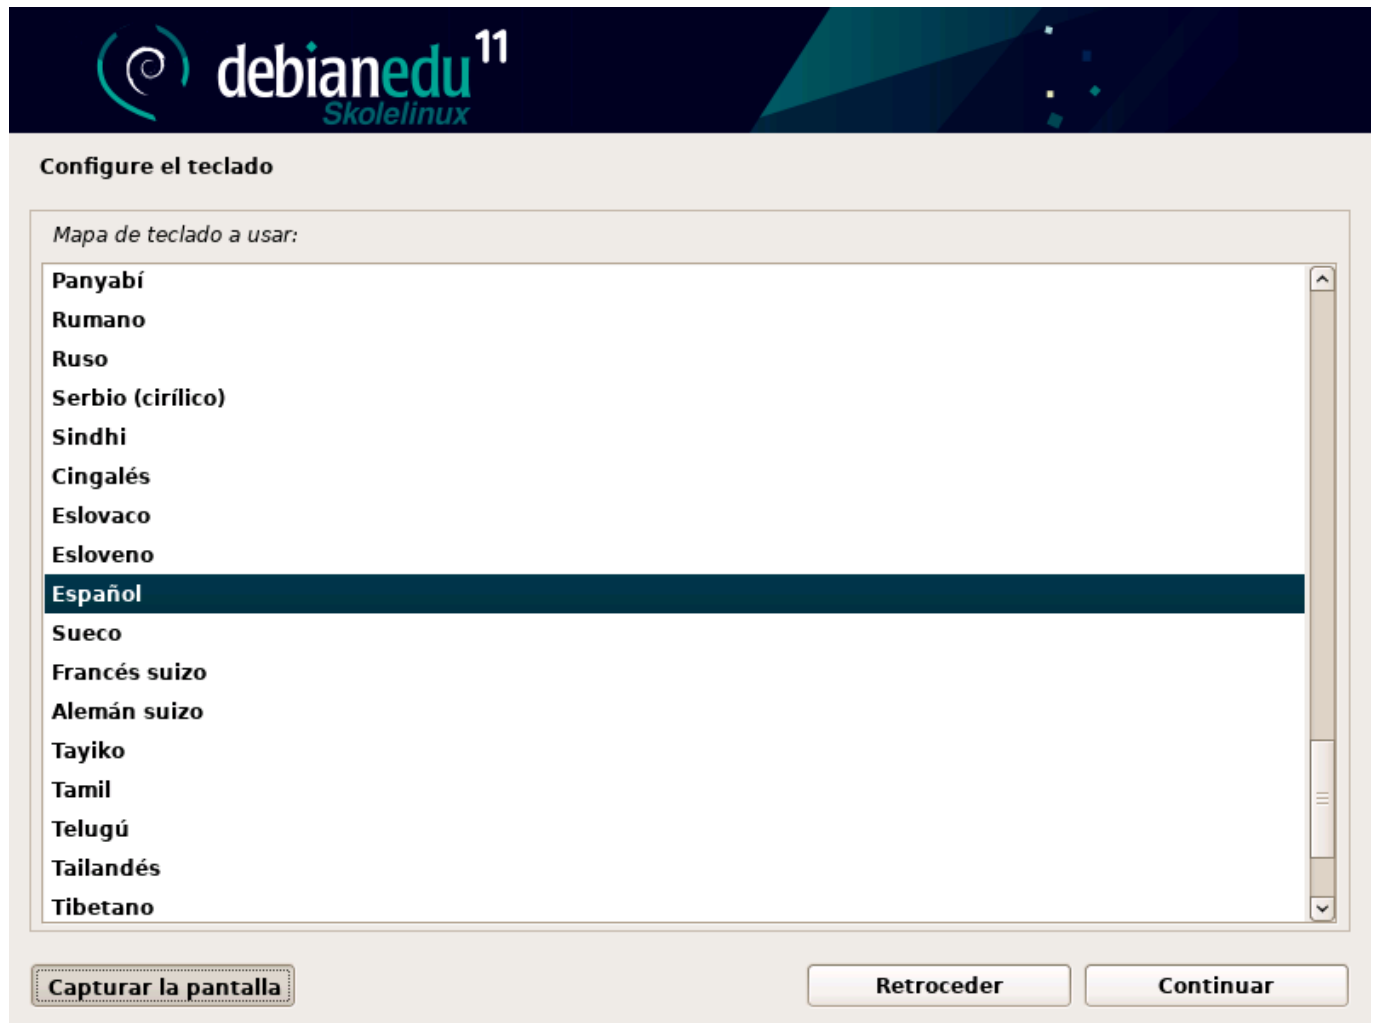 debianedu 11
Skolelinux
Configure el teclado
Mapa de teclado a usar:
Panyabí
Rumano
Ruso
Serbio (cirílico)
Sindhi
Cingalés
Eslovaco
Esloveno
Español
Sueco
Francés suizo
Alemán suizo
Tayiko
Tamil
Telugú
Tailandés
Tibetano
Capturar la pantalla
Retroceder
Continuar